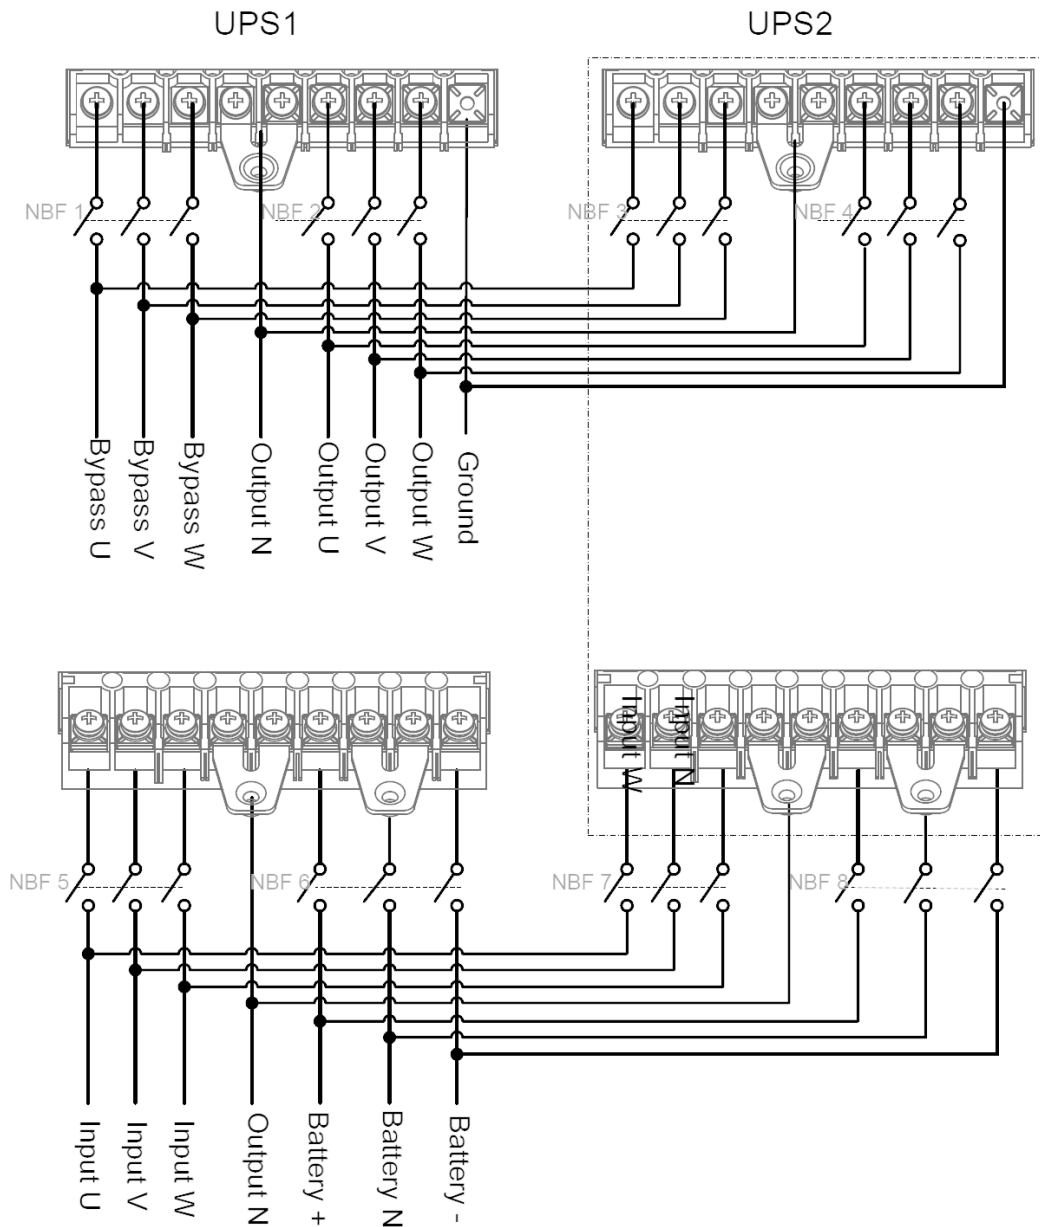 UPS1
UPS2
NBF 1
NBF 2
NBF 3
NBF 4
Bypass U
Bypass V
Bypass W
Output N
Output U
Output V
Output W
Ground
Input W
Input N
NBF 5
NBF 6
NBF 7
NBF 8
Input U
Input V
Input W
Output N
Battery +
Battery N
Battery -